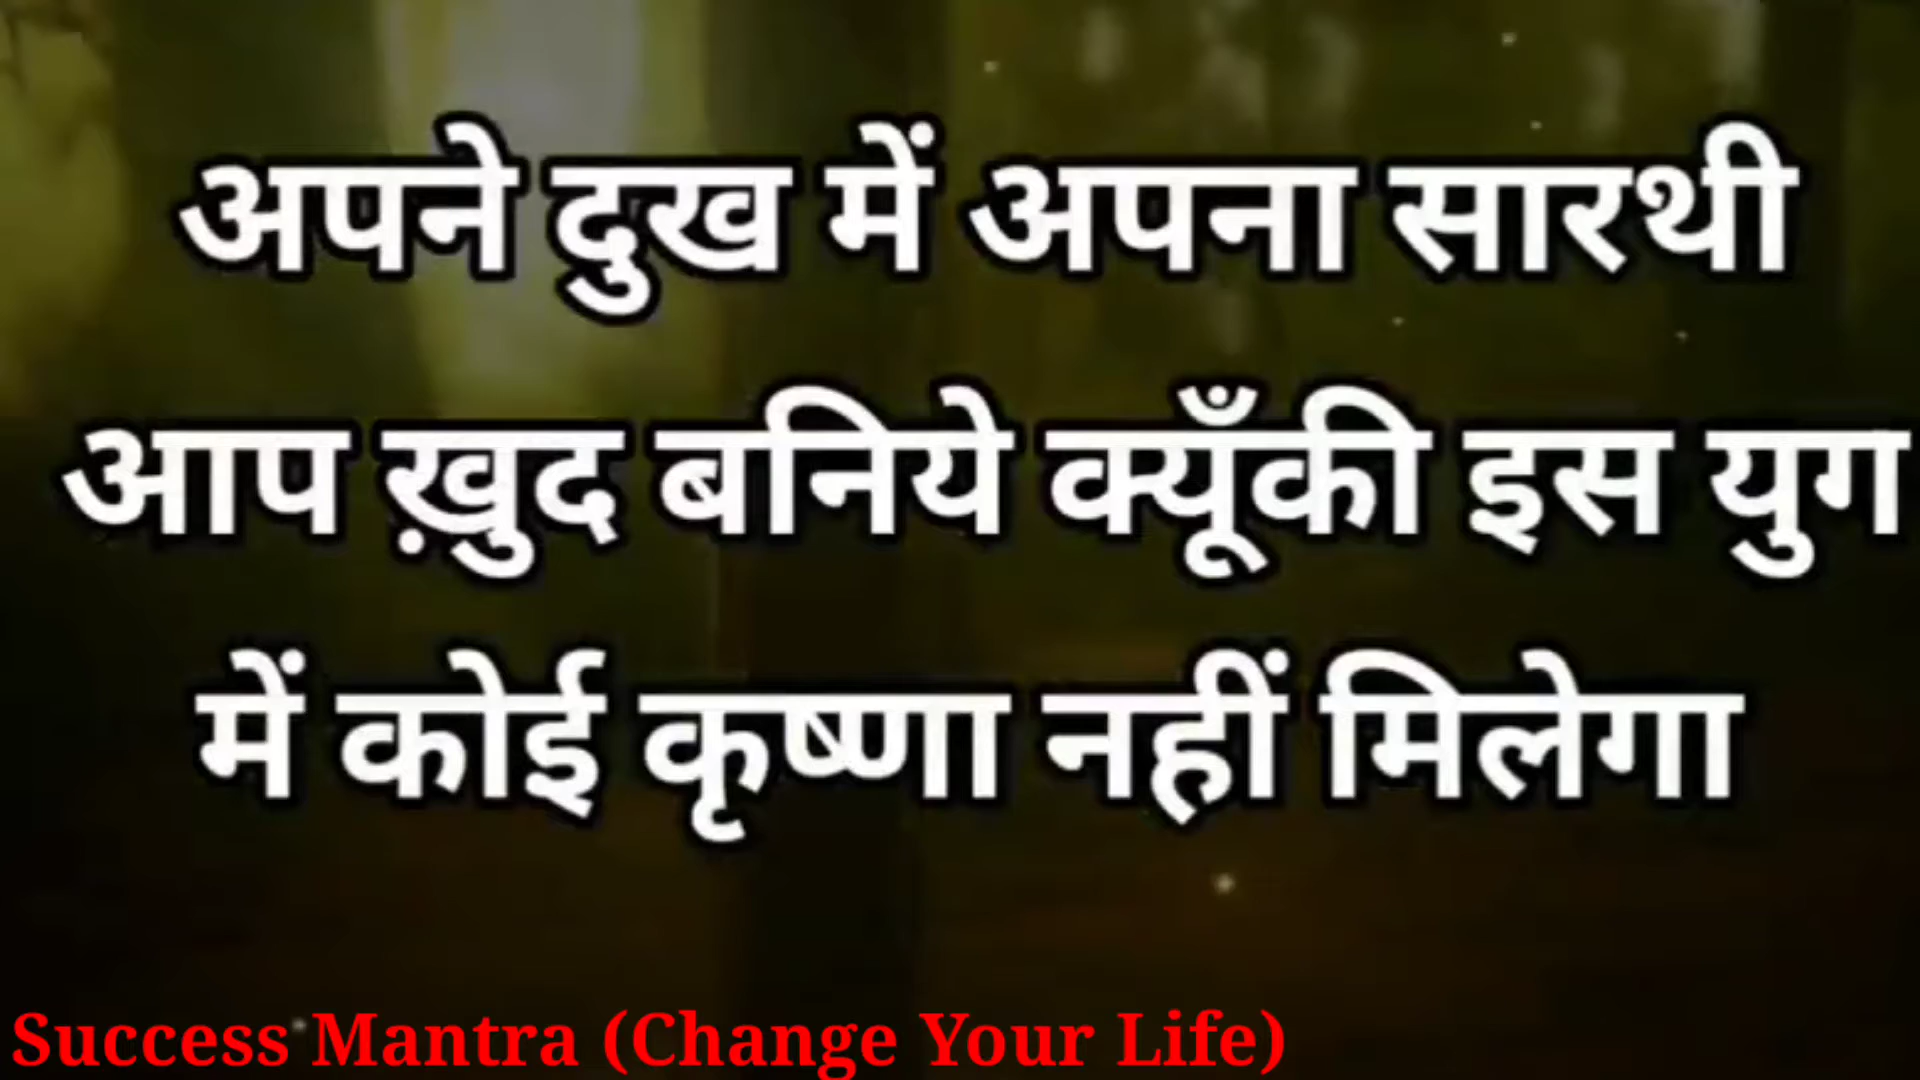 अपने दुख में अपना सारथी
आप ख़ुद बनिये क्यूँकी इस युग
में कोई कृष्णा नहीं मिलेगा
Success Mantra (Change Your Life)